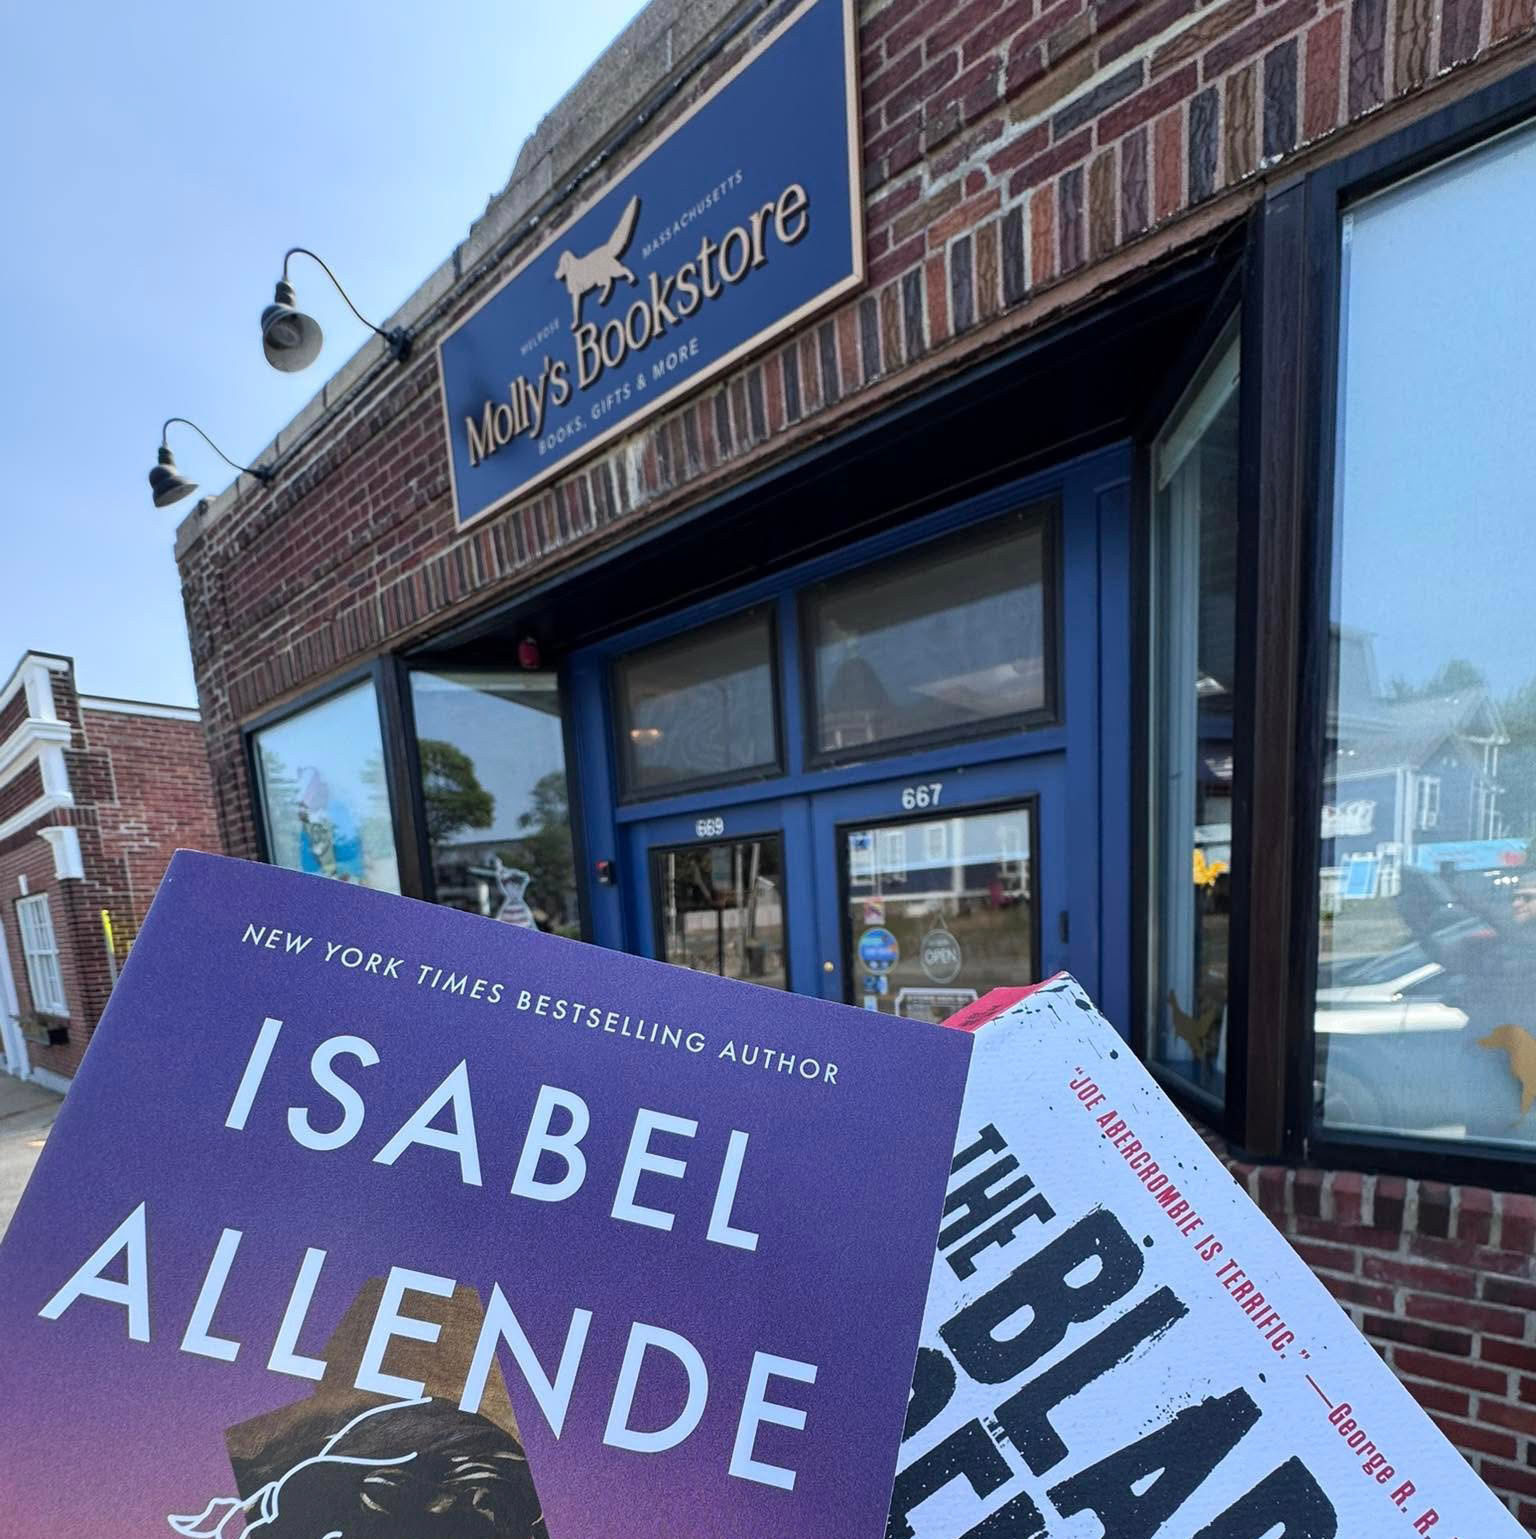 MELROSE
MASSACHUSETTS
Molly's Bookstore
BOOKS, GIFTS & MORE
669
667
OPEN
NEW YORK TIMES BESTSELLING AUTHOR
ISABEL
ALLENDE
"JOE ABERCROMBIE IS TERRIFIC."
—George R. R.
THE
BLAD